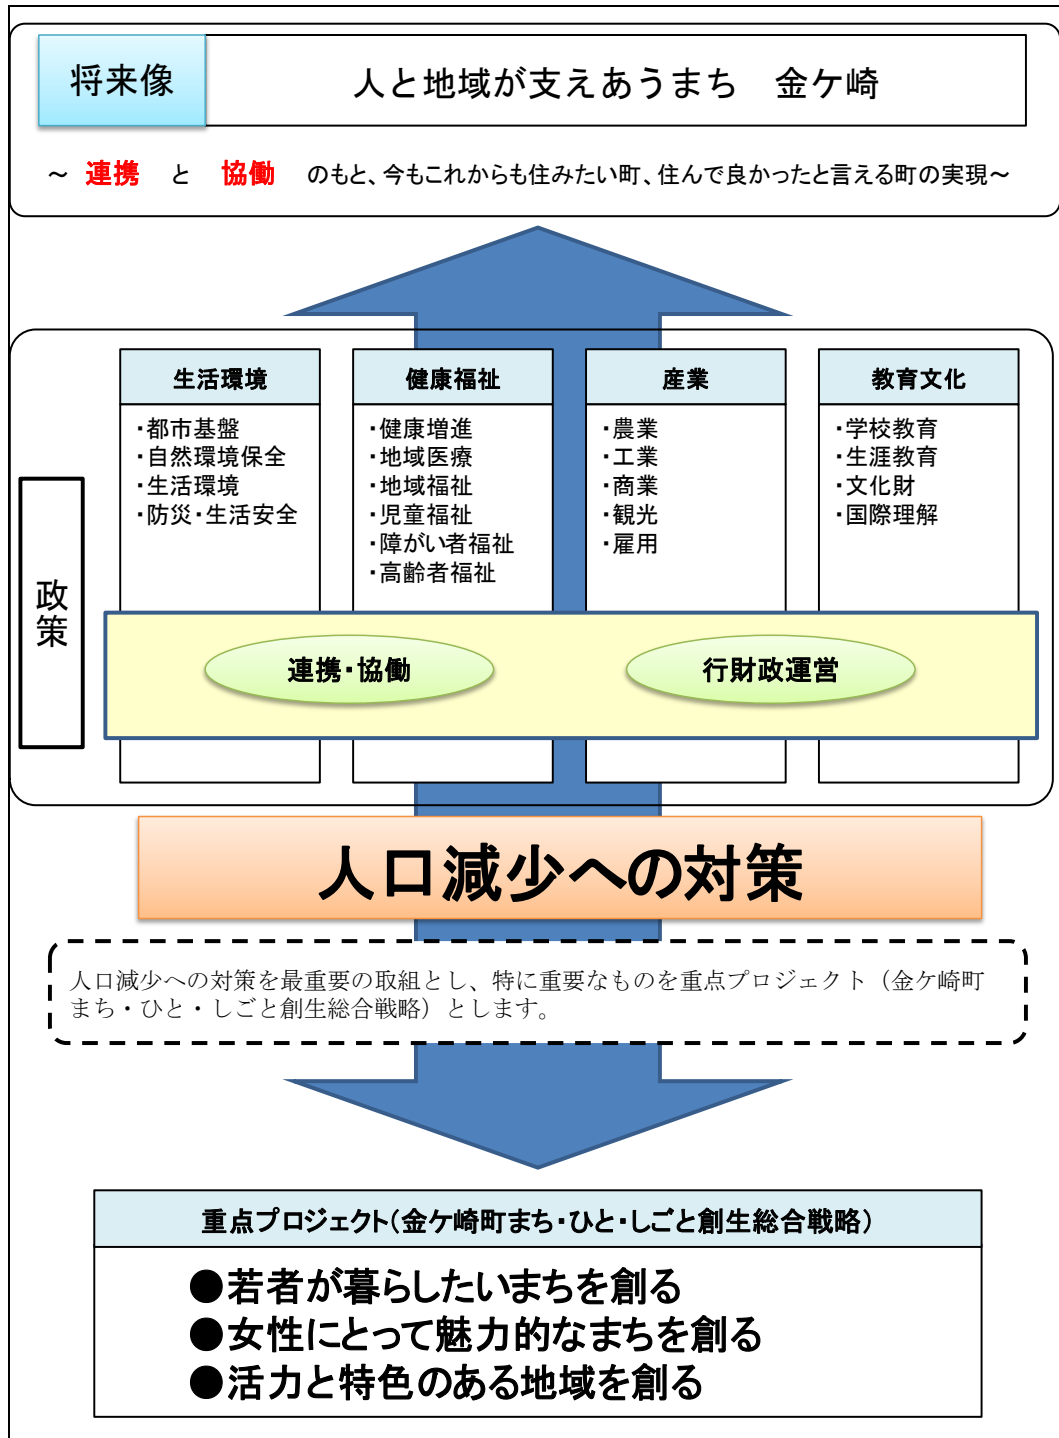 将来像
人と地域が支えあうまち　金ケ崎
～ 連携 と 協働 のもと、今もこれからも住みたい町、住んで良かったと言える町の実現～
政策
生活環境
・都市基盤
・自然環境保全
・生活環境
・防災・生活安全
健康福祉
・健康増進
・地域医療
・地域福祉
・児童福祉
・障がい者福祉
・高齢者福祉
産業
・農業
・工業
・商業
・観光
・雇用
教育文化
・学校教育
・生涯教育
・文化財
・国際理解
連携・協働
行財政運営
人口減少への対策
人口減少への対策を最重要の取組とし、特に重要なものを重点プロジェクト（金ケ崎町
まち・ひと・しごと創生総合戦略）とします。
重点プロジェクト（金ケ崎町まち・ひと・しごと創生総合戦略）
●若者が暮らしたいまちを創る
●女性にとって魅力的なまちを創る
●活力と特色のある地域を創る